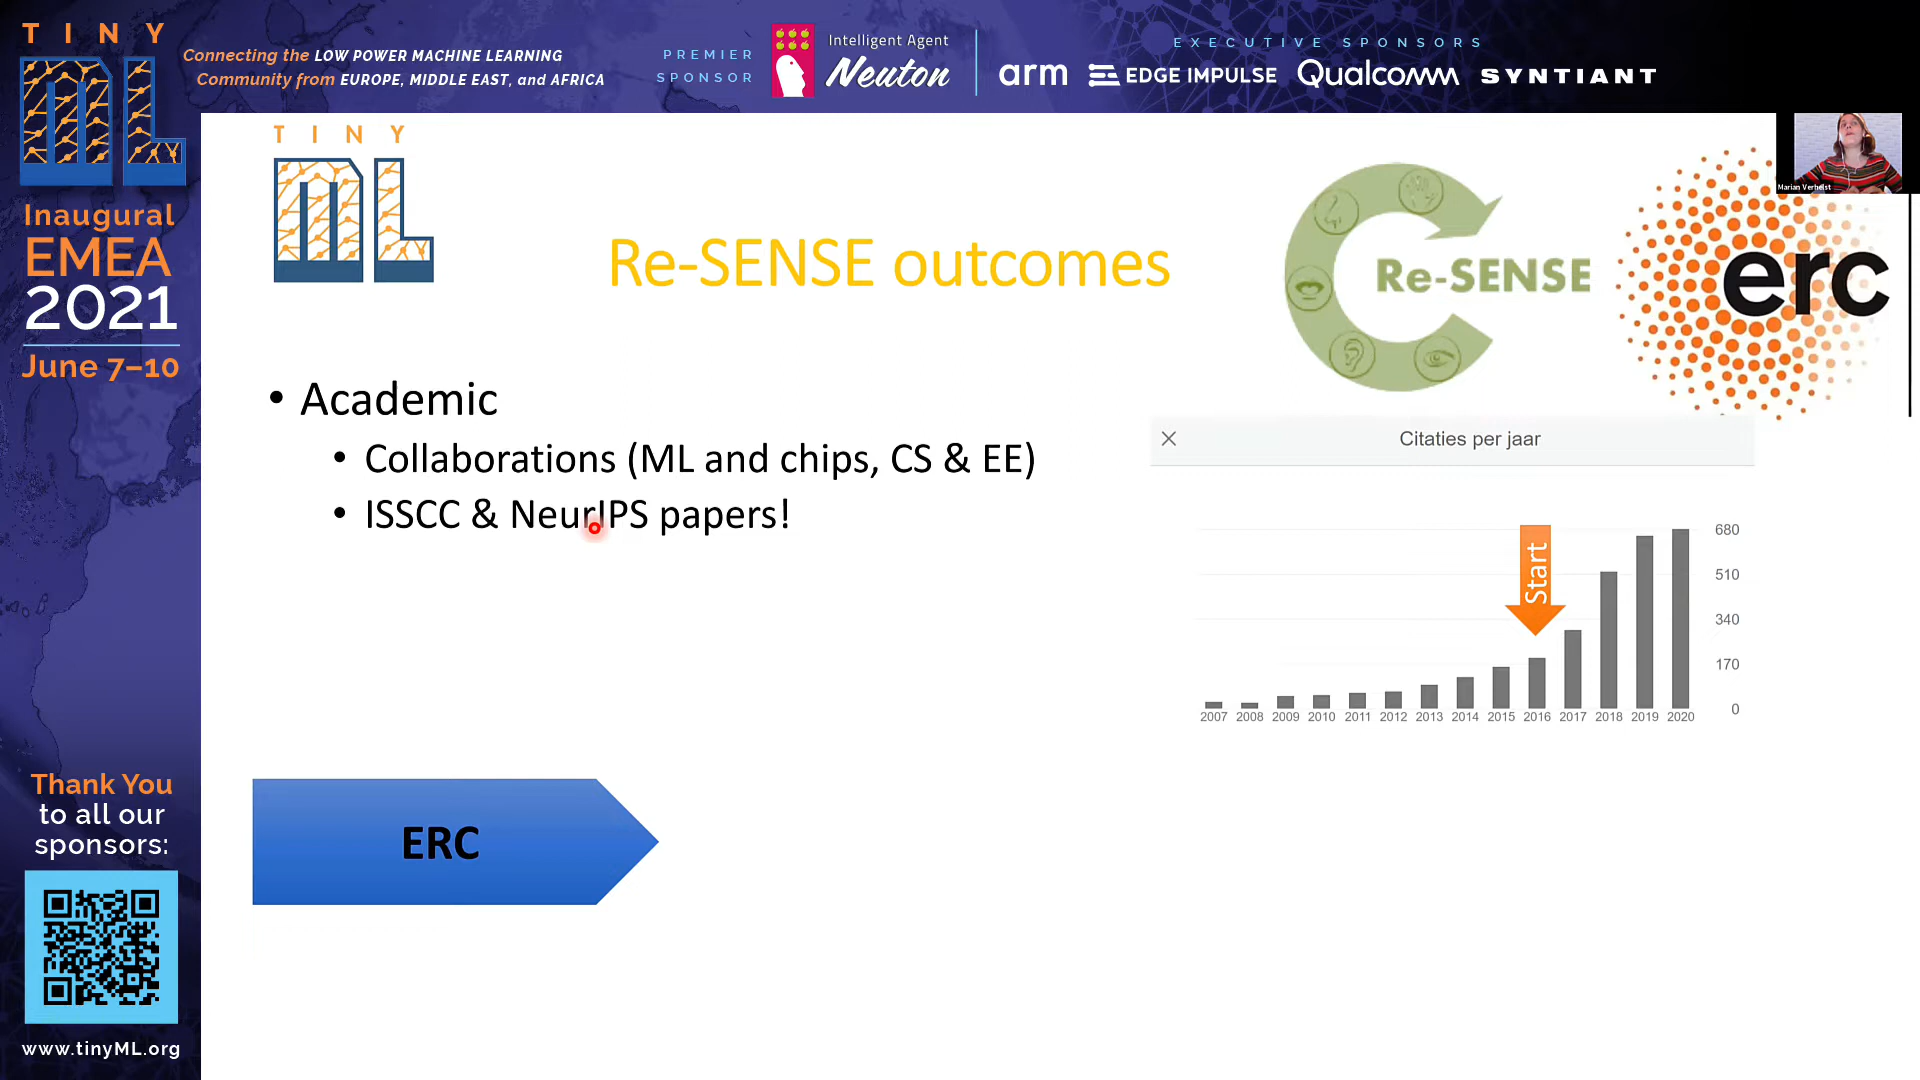 TINY
ML
Connecting the LOW POWER MACHINE LEARNING
Community from EUROPE, MIDDLE EAST, and AFRICA
PREMIER
SPONSOR
Intelligent Agent
Neuton
EXECUTIVE SPONSORS
arm
EDGE IMPULSE
Qualcomm
SYNTIANT
Inaugural
EMEA
2021
June 7–10
Thank You
to all our
sponsors:
www.tinyML.org
TINY
ML
Re-SENSE outcomes
Re-SENSE
erc
Marian Verhelst
• Academic
• Collaborations (ML and chips, CS & EE)
• ISSCC & NeurIPS papers!
Citaties per jaar
Start
680
510
340
170
0
2007 2008 2009 2010 2011 2012 2013 2014 2015 2016 2017 2018 2019 2020
ERC